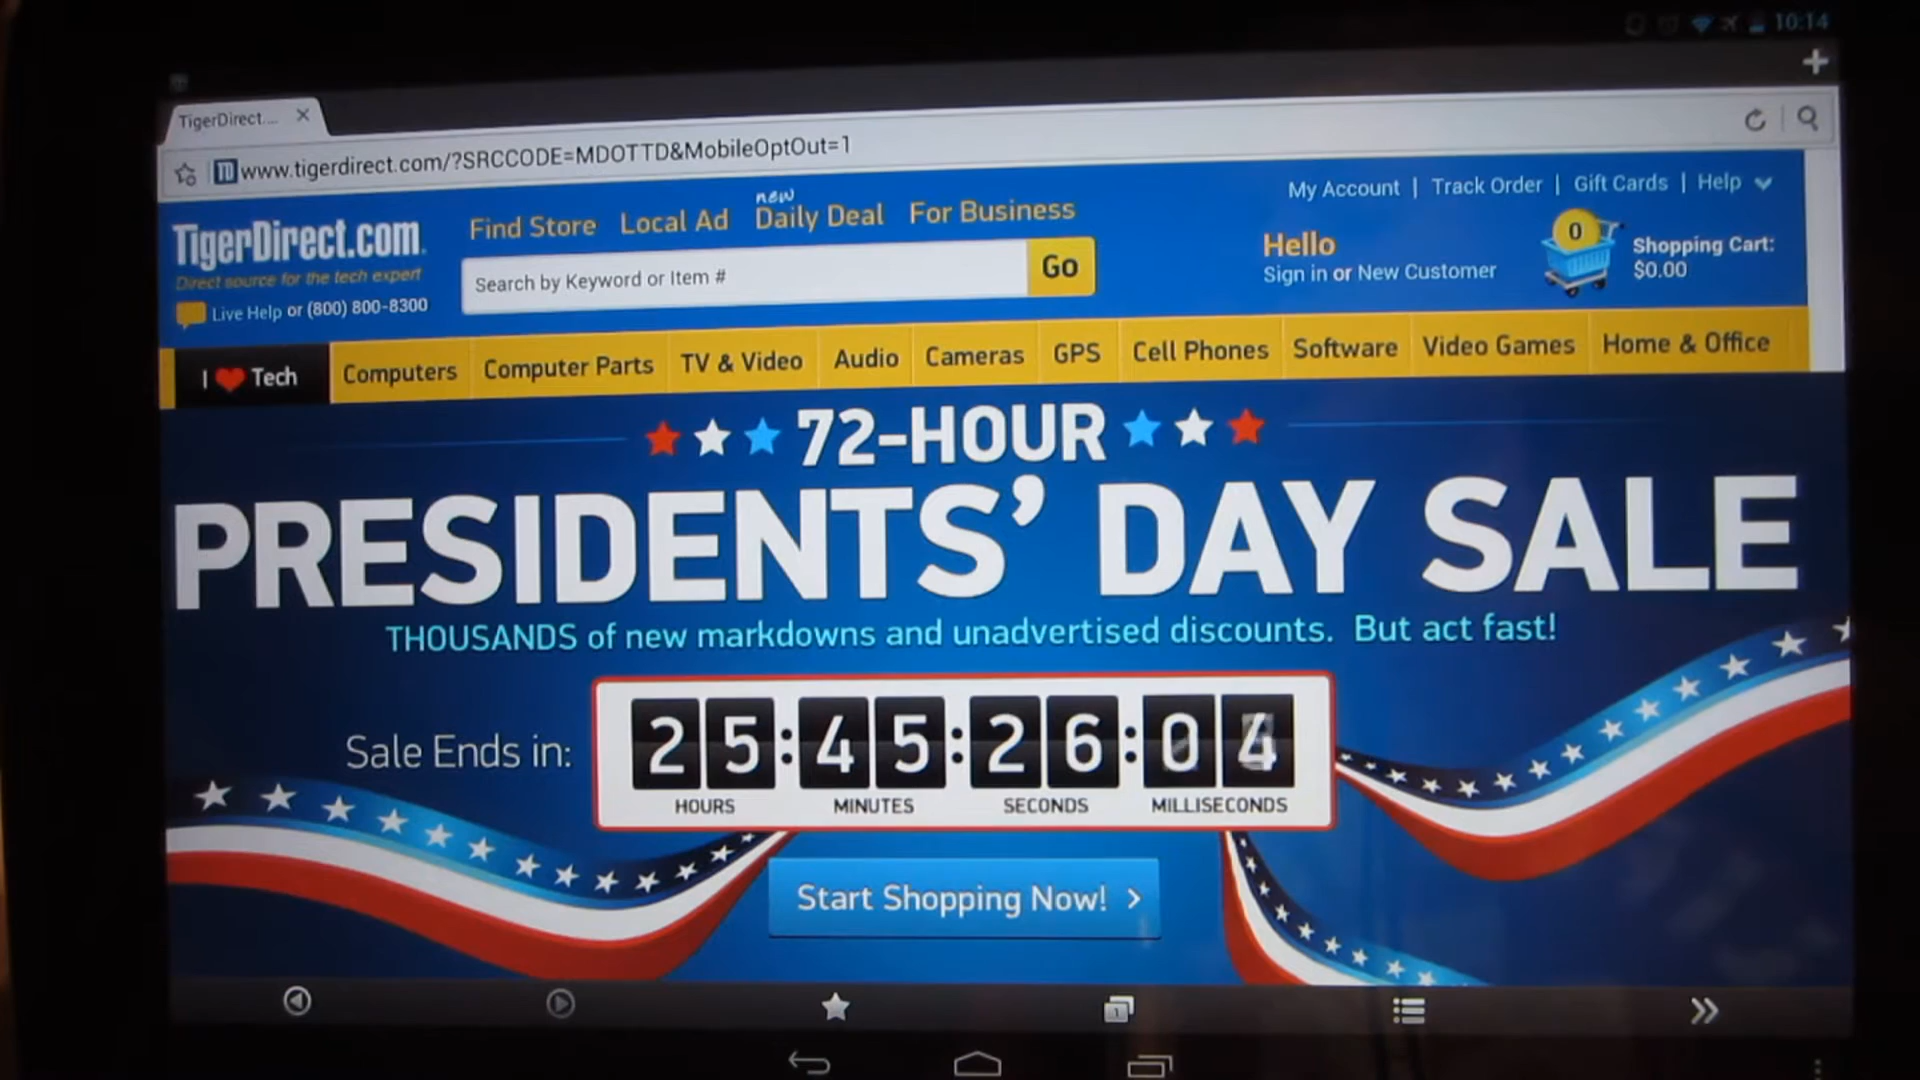 10:14
TigerDirect...
www.tigerdirect.com/?SRCCODE=MDOTTD&MobileOptOut=1
My Account | Track Order | Gift Cards | Help
new
Find Store Local Ad Daily Deal For Business
TigerDirect.com
Direct source for the tech expert
Live Help or (800) 800-8300
Search by Keyword or Item #
Go
Hello
Sign in or New Customer
0
Shopping Cart:
$0.00
I ❤ Tech Computers Computer Parts TV & Video Audio Cameras GPS Cell Phones Software Video Games Home & Office
72-HOUR
PRESIDENTS’ DAY SALE
THOUSANDS of new markdowns and unadvertised discounts. But act fast!
Sale Ends in: 25:45:26:04
HOURS MINUTES SECONDS MILLISECONDS
Start Shopping Now! >
1